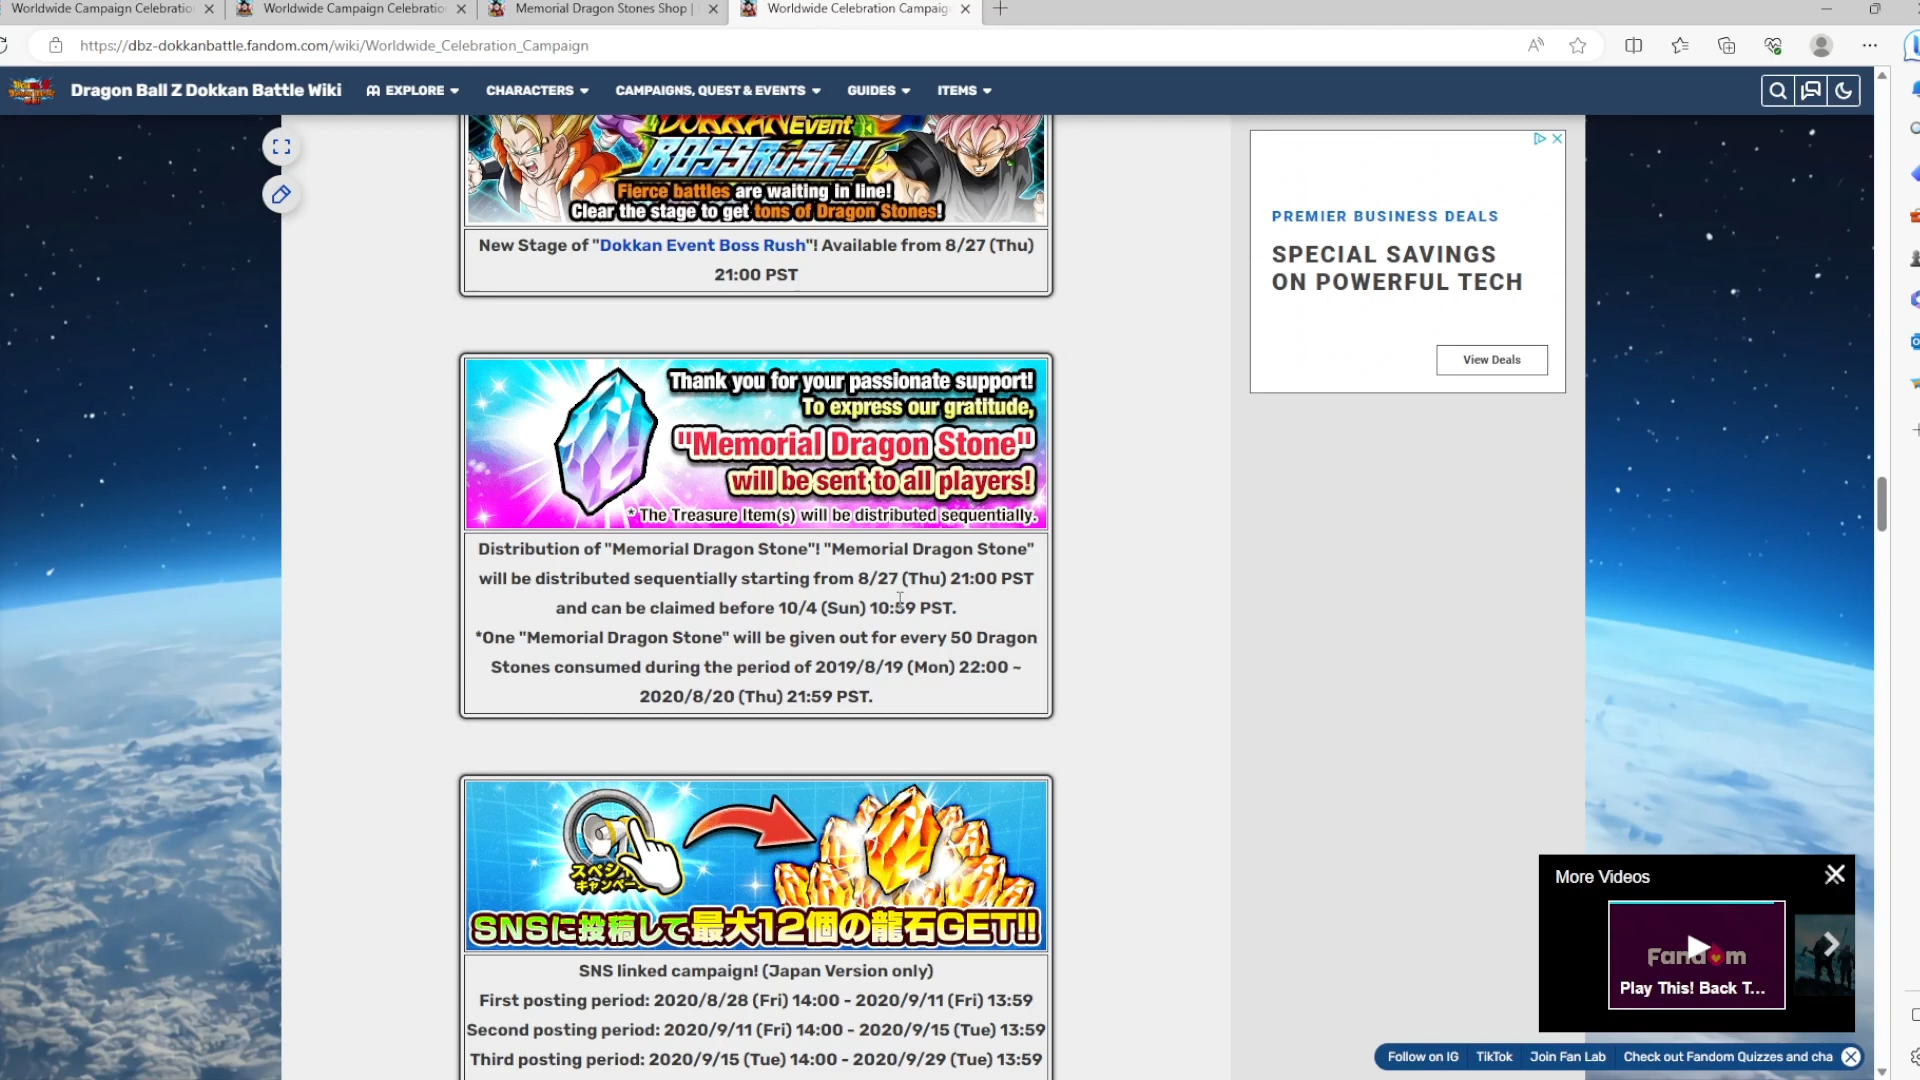 Worldwide Campaign Celebratio
Worldwide Campaign Celebratio
Memorial Dragon Stones Shop |
Worldwide Celebration Campaig
https://dbz-dokkanbattle.fandom.com/wiki/Worldwide_Celebration_Campaign
Dragon Ball Z Dokkan Battle Wiki
EXPLORE
CHARACTERS
CAMPAIGNS, QUEST & EVENTS
GUIDES
ITEMS
DOKKAN EVENT
BOSS RUSH!!
Fierce battles are waiting in line!
Clear the stage to get tons of Dragon Stones!
New Stage of "Dokkan Event Boss Rush"! Available from 8/27 (Thu)
21:00 PST
Thank you for your passionate support!
To express our gratitude,
"Memorial Dragon Stone"
will be sent to all players!
* The Treasure Item(s) will be distributed sequentially.
Distribution of "Memorial Dragon Stone"! "Memorial Dragon Stone"
will be distributed sequentially starting from 8/27 (Thu) 21:00 PST
and can be claimed before 10/4 (Sun) 10:59 PST.
*One "Memorial Dragon Stone" will be given out for every 50 Dragon
Stones consumed during the period of 2019/8/19 (Mon) 22:00 ~
2020/8/20 (Thu) 21:59 PST.
キャンペー
SNSに投稿して最大12個の龍石GET!!
SNS linked campaign! (Japan Version only)
First posting period: 2020/8/28 (Fri) 14:00 - 2020/9/11 (Fri) 13:59
Second posting period: 2020/9/11 (Fri) 14:00 - 2020/9/15 (Tue) 13:59
Third posting period: 2020/9/15 (Tue) 14:00 - 2020/9/29 (Tue) 13:59
PREMIER BUSINESS DEALS
SPECIAL SAVINGS
ON POWERFUL TECH
View Deals
More Videos
Fandom
Play This! Back T...
Follow on IG
TikTok
Join Fan Lab
Check out Fandom Quizzes and cha